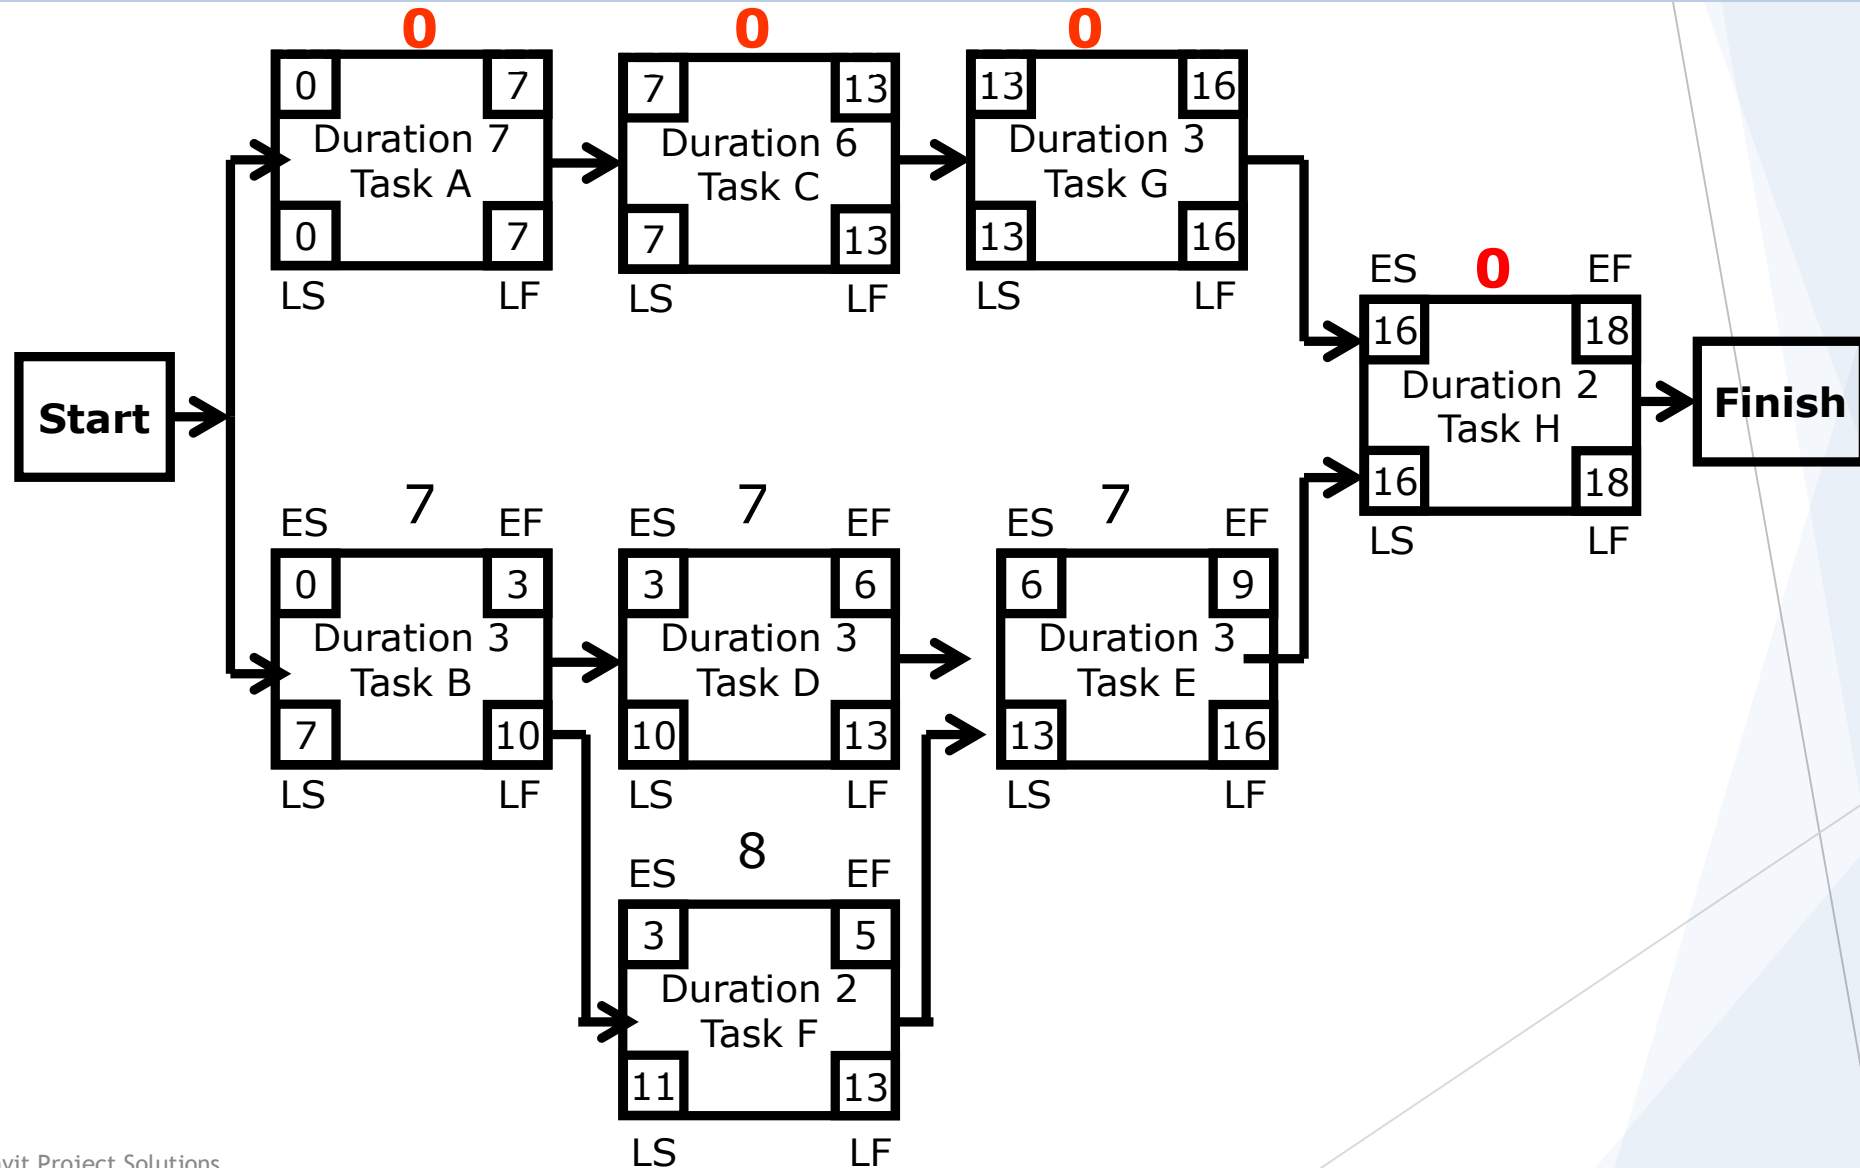 0 0 0
0 7 7 13 13 16
Duration 7 Duration 6 Duration 3
Task A Task C Task G
0 7 7 13 13 16
LS LF LS LF LS LF
ES 0 EF
16 18
Duration 2
Task H
16 18
LS LF
Start
Finish
7 7 7
ES EF ES EF ES EF
0 3 3 6 6 9
Duration 3 Duration 3 Duration 3
Task B Task D Task E
7 10 10 13 13 16
LS LF LS LF LS LF
8
ES EF
3 5
Duration 2
Task F
11 13
LS LF
Project Solutions